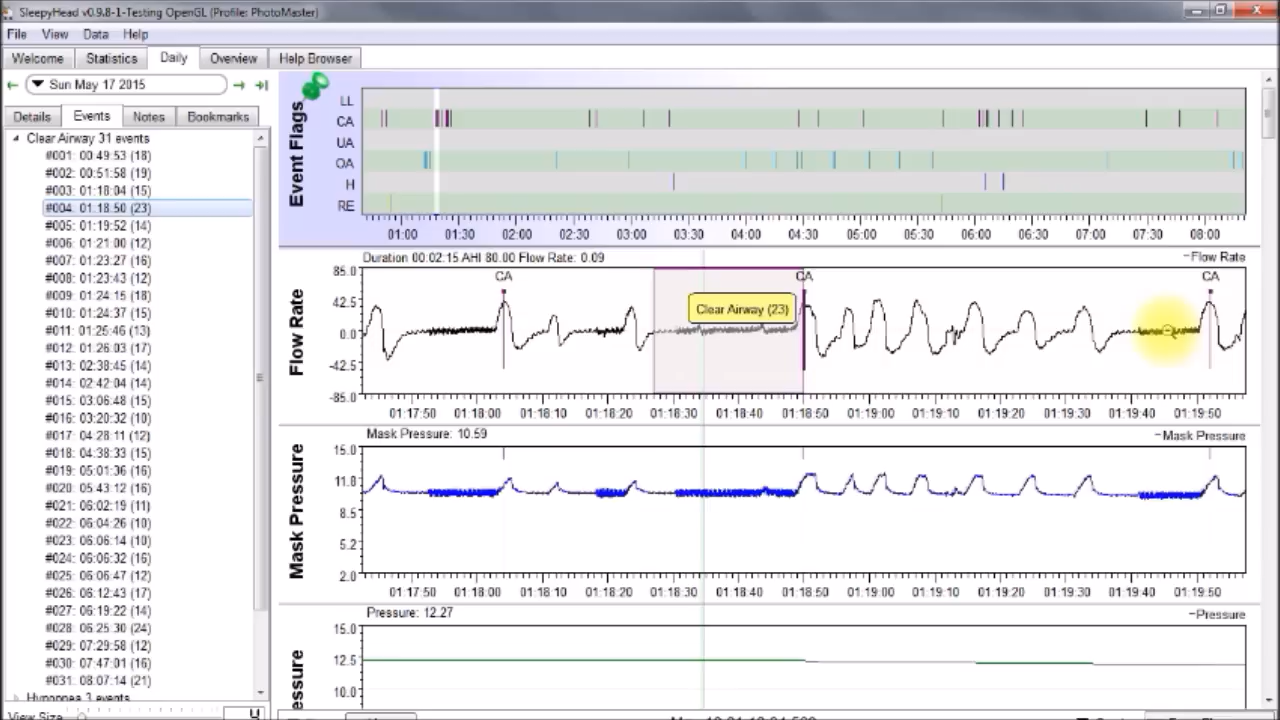 SleepyHead v0.9.8-1-Testing OpenGL (Profile: PhotoMaster)
File View Data Help
Welcome Statistics Daily Overview Help Browser
Sun May 17 2015
Details Events Notes Bookmarks
Clear Airway 31 events
#001: 00:49:53 (18)
#002: 00:51:58 (19)
#003: 01:18:04 (15)
#004: 01:18:50 (23)
#005: 01:19:52 (14)
#006: 01:21:00 (12)
#007: 01:23:27 (16)
#008: 01:23:43 (12)
#009: 01:24:15 (18)
#010: 01:24:37 (15)
#011: 01:25:46 (13)
#012: 01:26:03 (17)
#013: 02:38:45 (14)
#014: 02:42:04 (14)
#015: 03:06:48 (15)
#016: 03:20:32 (10)
#017: 04:28:11 (12)
#018: 04:38:33 (15)
#019: 05:01:36 (16)
#020: 05:43:12 (16)
#021: 06:02:19 (11)
#022: 06:04:26 (10)
#023: 06:06:14 (10)
#024: 06:06:32 (16)
#025: 06:06:47 (12)
#026: 06:12:43 (17)
#027: 06:19:22 (14)
#028: 06:25:30 (24)
#029: 07:29:58 (12)
#030: 07:47:01 (16)
#031: 08:07:14 (21)
Hypopnea 3 events
View Size
Event Flags
LL
CA
UA
OA
H
RE
01:00 01:30 02:00 02:30 03:00 03:30 04:00 04:30 05:00 05:30 06:00 06:30 07:00 07:30 08:00
Duration 00:02:15 AHI 80.00 Flow Rate: 0.09 Flow Rate
Flow Rate
85.0
42.5
0.0
-42.5
-85.0
CA CA CA
Clear Airway (23)
01:17:50 01:18:00 01:18:10 01:18:20 01:18:30 01:18:40 01:18:50 01:19:00 01:19:10 01:19:20 01:19:30 01:19:40 01:19:50
Mask Pressure: 10.59 Mask Pressure
Mask Pressure
15.0
11.8
8.5
5.2
2.0
01:17:50 01:18:00 01:18:10 01:18:20 01:18:30 01:18:40 01:18:50 01:19:00 01:19:10 01:19:20 01:19:30 01:19:40 01:19:50
Pressure: 12.27 Pressure
essure
15.0
12.5
10.0